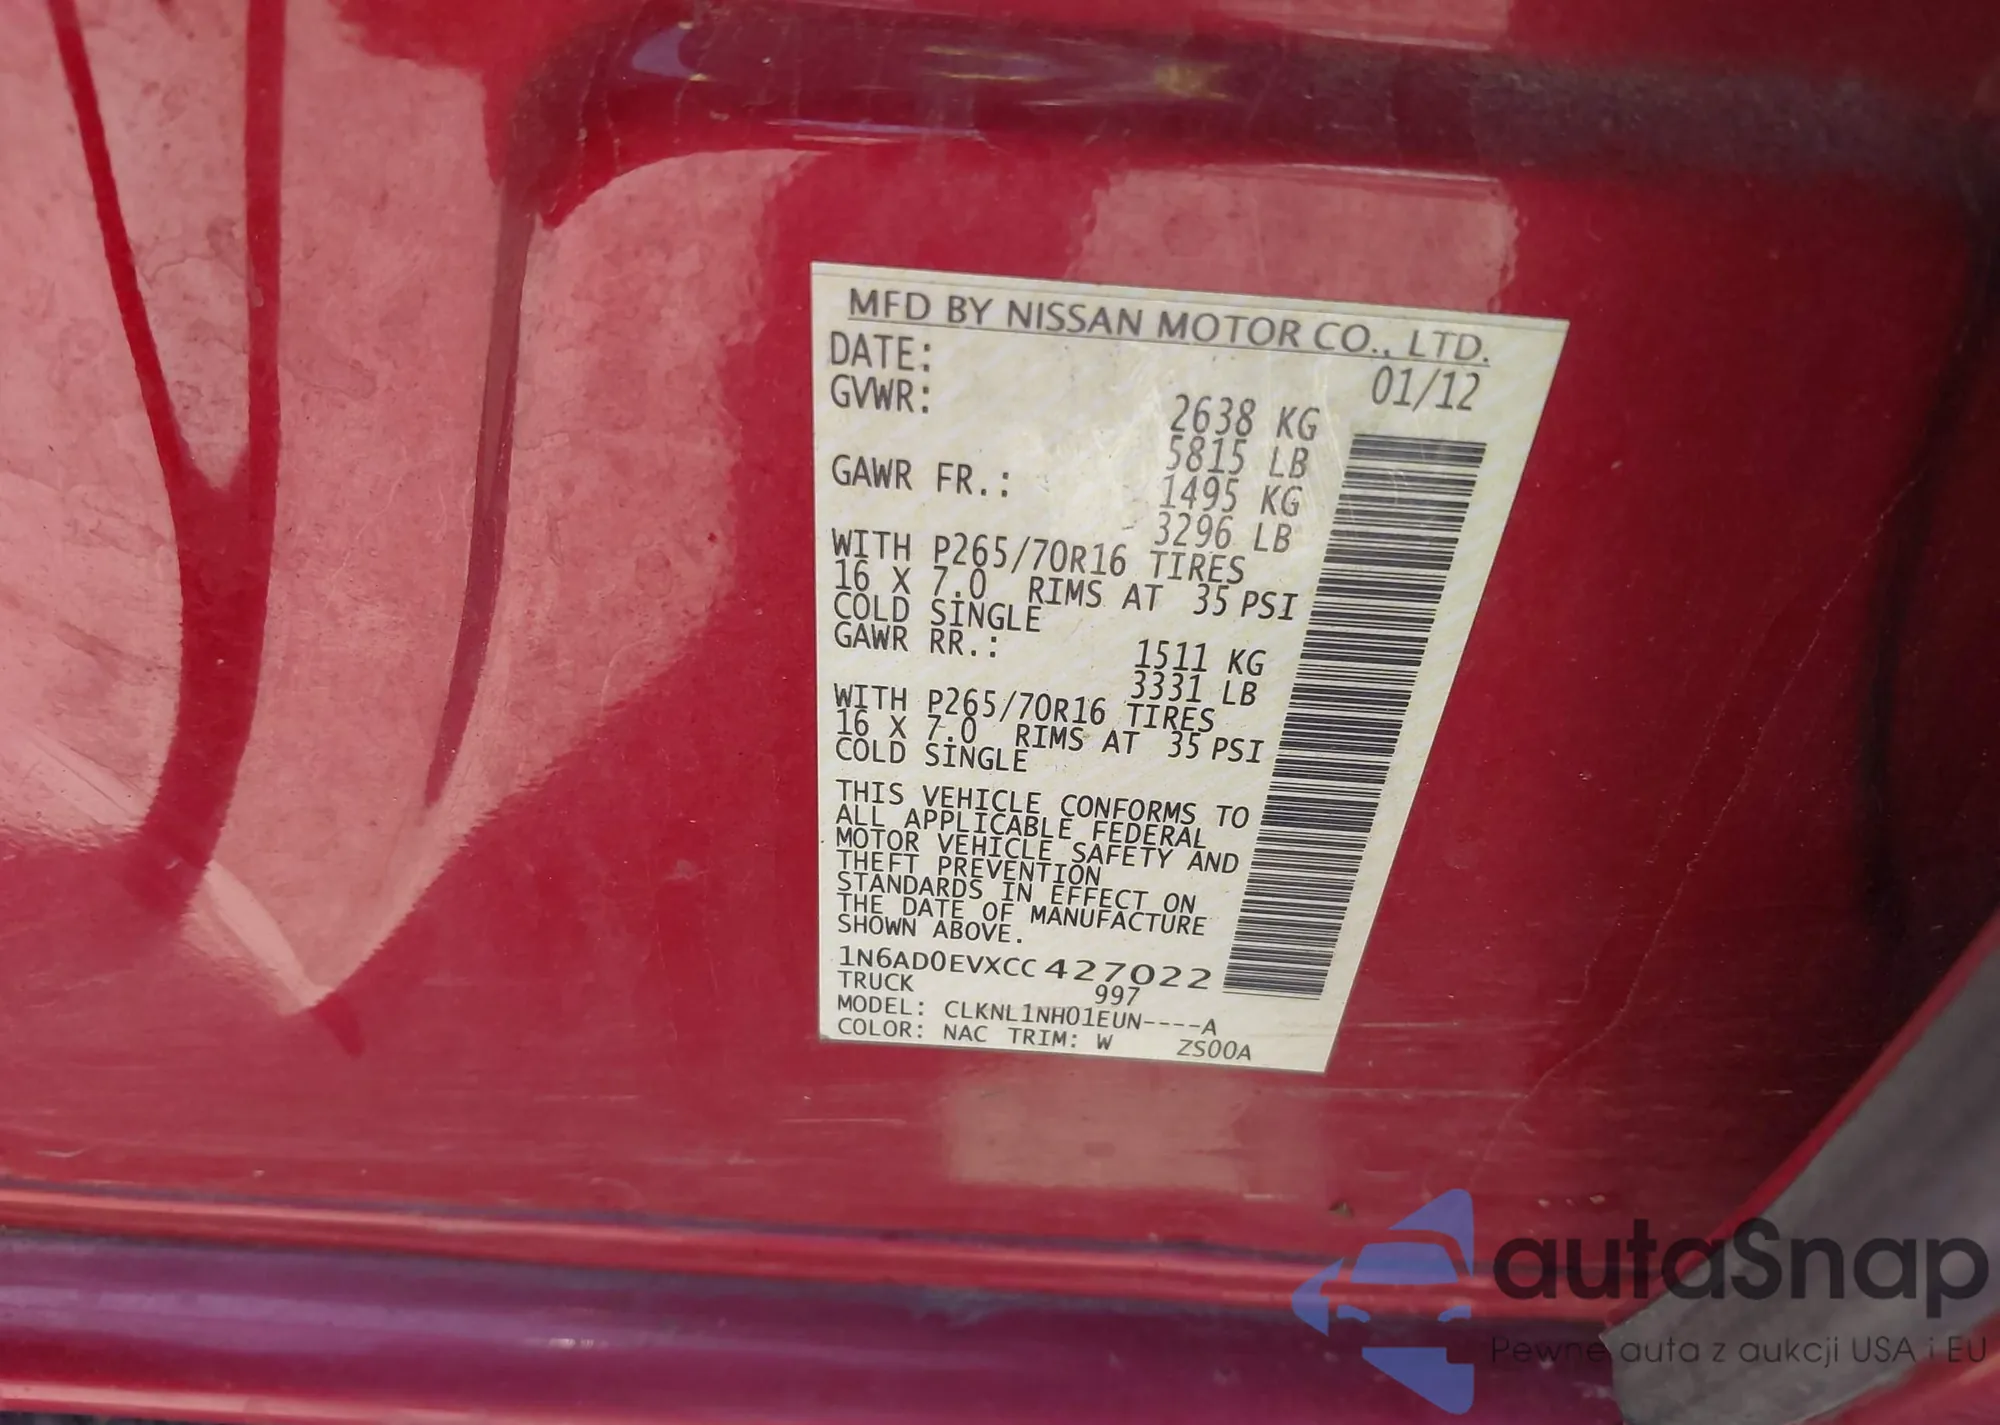 MFD BY NISSAN MOTOR CO., LTD.
DATE: 01/12
GVWR: 2638 KG
5815 LB
GAWR FR.: 1495 KG
3296 LB
WITH P265/70R16 TIRES
16 X 7.0 RIMS AT 35 PSI
COLD SINGLE
GAWR RR.: 1511 KG
3331 LB
WITH P265/70R16 TIRES
16 X 7.0 RIMS AT 35 PSI
COLD SINGLE
THIS VEHICLE CONFORMS TO
ALL APPLICABLE FEDERAL
MOTOR VEHICLE SAFETY AND
THEFT PREVENTION
STANDARDS IN EFFECT ON
THE DATE OF MANUFACTURE
SHOWN ABOVE.
1N6AD0EVXCC427022
TRUCK 997
MODEL: CLKNL1NH01EUN----A
COLOR: NAC TRIM: W ZS00A
autaSnap
Pewne auta z aukcji USA i EU